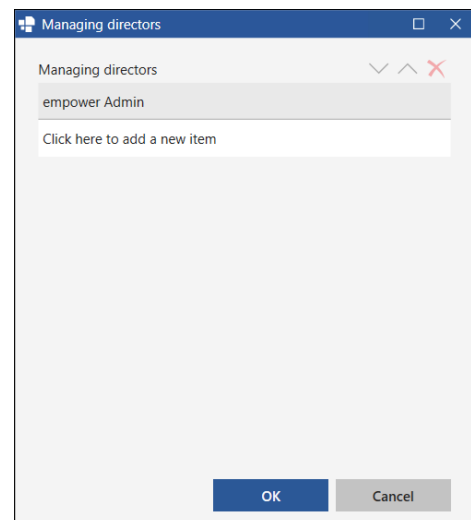 Managing directors
Managing directors
empower Admin
Click here to add a new item
OK
Cancel